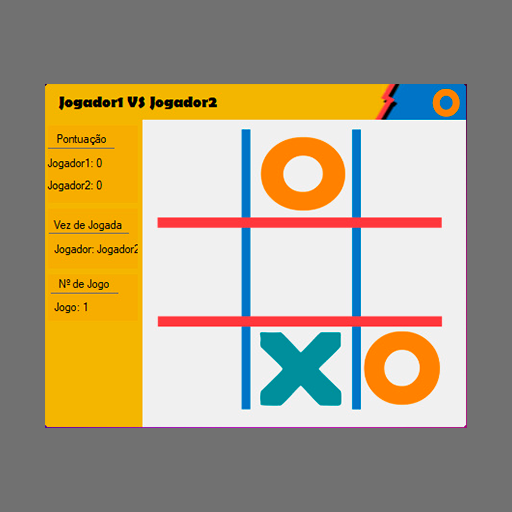 Jogador1 VS Jogador2
Pontuação
Jogador1: 0
Jogador2: 0
Vez de Jogada
Jogador: Jogador2
Nº de Jogo
Jogo: 1